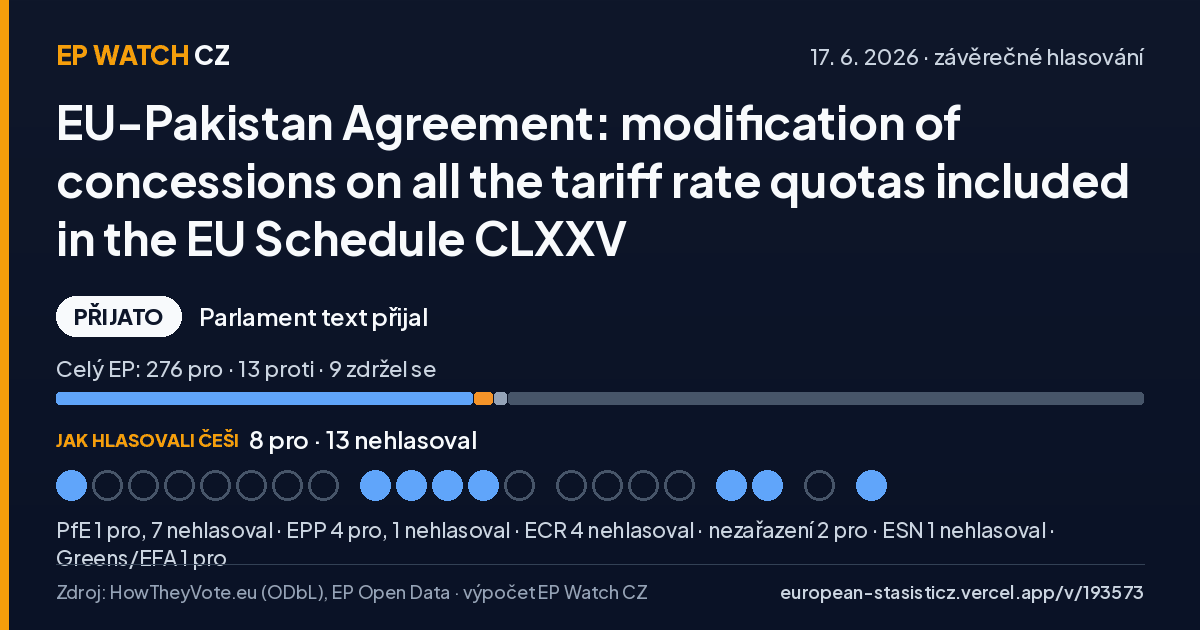 EP WATCH CZ
17. 6. 2026 · závěrečné hlasování
EU–Pakistan Agreement: modification of
concessions on all the tariff rate quotas included
in the EU Schedule CLXXV
PŘIJATO Parlament text přijal
Celý EP: 276 pro · 13 proti · 9 zdržel se
JAK HLASOVALI ČEŠI 8 pro · 13 nehlasoval
PfE 1 pro, 7 nehlasoval · EPP 4 pro, 1 nehlasoval · ECR 4 nehlasoval · nezařazení 2 pro · ESN 1 nehlasoval ·
Greens/EFA 1 pro
Zdroj: HowTheyVote.eu (ODbL), EP Open Data · výpočet EP Watch CZ
european-stasisticz.vercel.app/v/193573